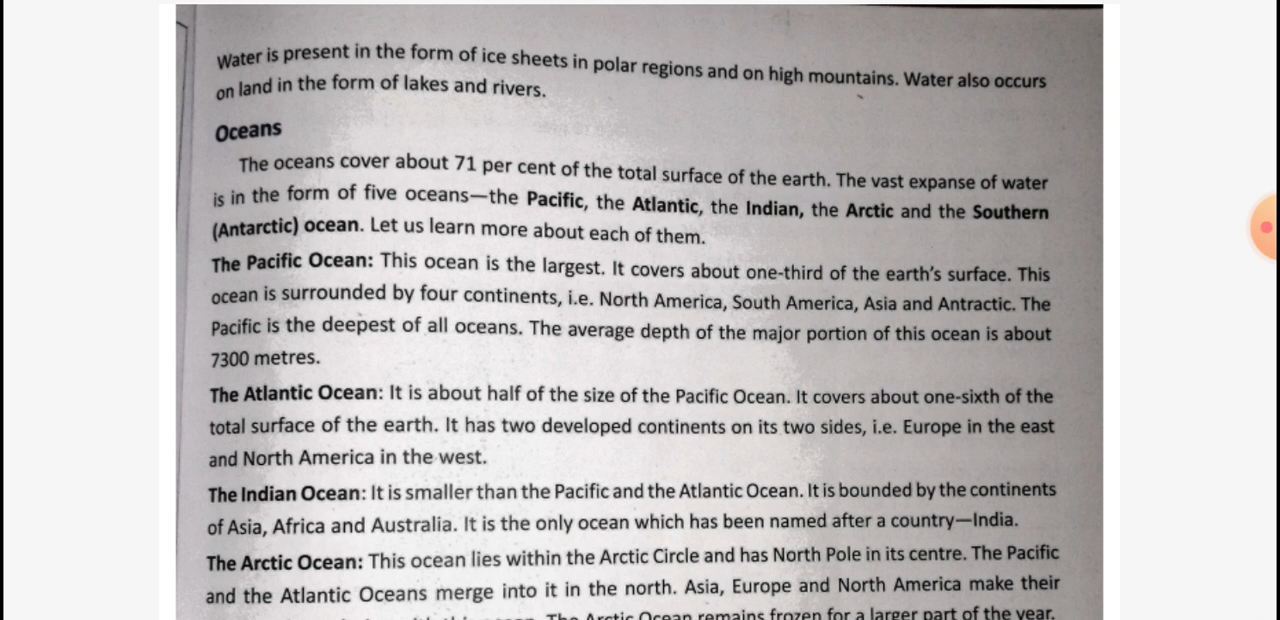 Water is present in the form of ice sheets in polar regions and on high mountains. Water also occurs
on land in the form of lakes and rivers.
Oceans
The oceans cover about 71 per cent of the total surface of the earth. The vast expanse of water
is in the form of five oceans—the Pacific, the Atlantic, the Indian, the Arctic and the Southern
(Antarctic) ocean. Let us learn more about each of them.
The Pacific Ocean: This ocean is the largest. It covers about one-third of the earth's surface. This
ocean is surrounded by four continents, i.e. North America, South America, Asia and Antractic. The
Pacific is the deepest of all oceans. The average depth of the major portion of this ocean is about
7300 metres.
The Atlantic Ocean: It is about half of the size of the Pacific Ocean. It covers about one-sixth of the
total surface of the earth. It has two developed continents on its two sides, i.e. Europe in the east
and North America in the west.
The Indian Ocean: It is smaller than the Pacific and the Atlantic Ocean. It is bounded by the continents
of Asia, Africa and Australia. It is the only ocean which has been named after a country—India.
The Arctic Ocean: This ocean lies within the Arctic Circle and has North Pole in its centre. The Pacific
and the Atlantic Oceans merge into it in the north. Asia, Europe and North America make their
The Arctic Ocean remains frozen for a larger part of the year.